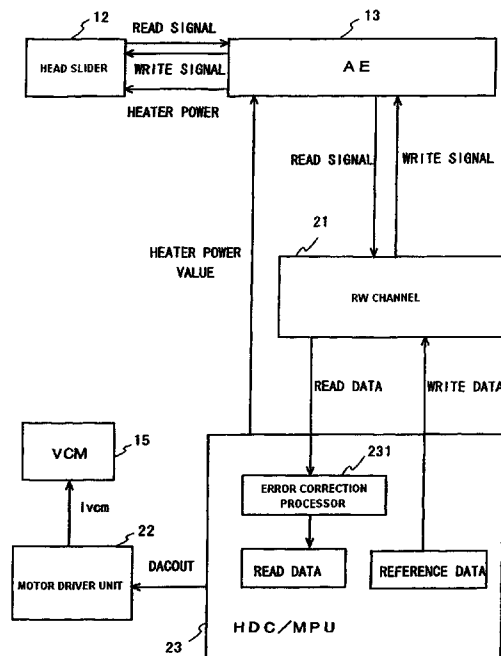 12
READ SIGNAL
13
HEAD SLIDER
WRITE SIGNAL
AE
HEATER POWER
READ SIGNAL
WRITE SIGNAL
21
HEATER POWER
VALUE
RW CHANNEL
READ DATA
WRITE DATA
15
VCM
231
ERROR CORRECTION
PROCESSOR
Ivcm
22
DACOUT
MOTOR DRIVER UNIT
READ DATA
REFERENCE DATA
23
HDC/MPU